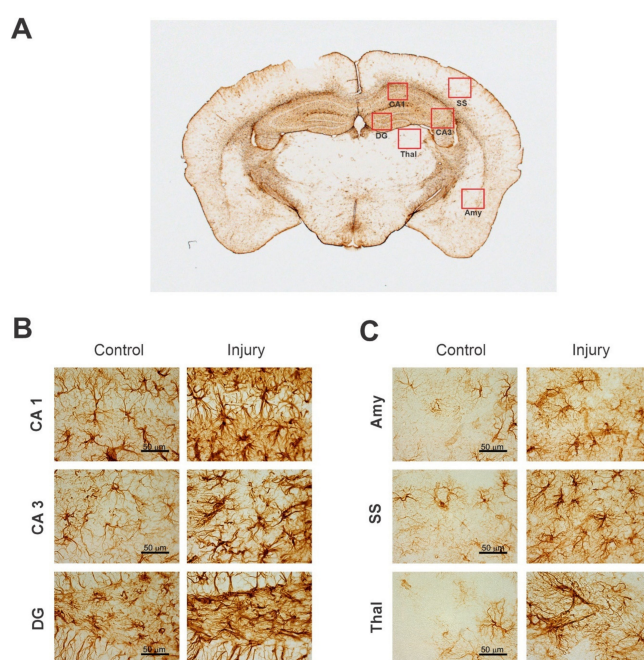 A
CA1
SS
DG
CA3
Thal
Amy
B
Control Injury
CA 1
50 µm
CA 3
50 µm
DG
50 µm
C
Control Injury
Amy
50 µm
SS
50 µm
Thal
50 µm